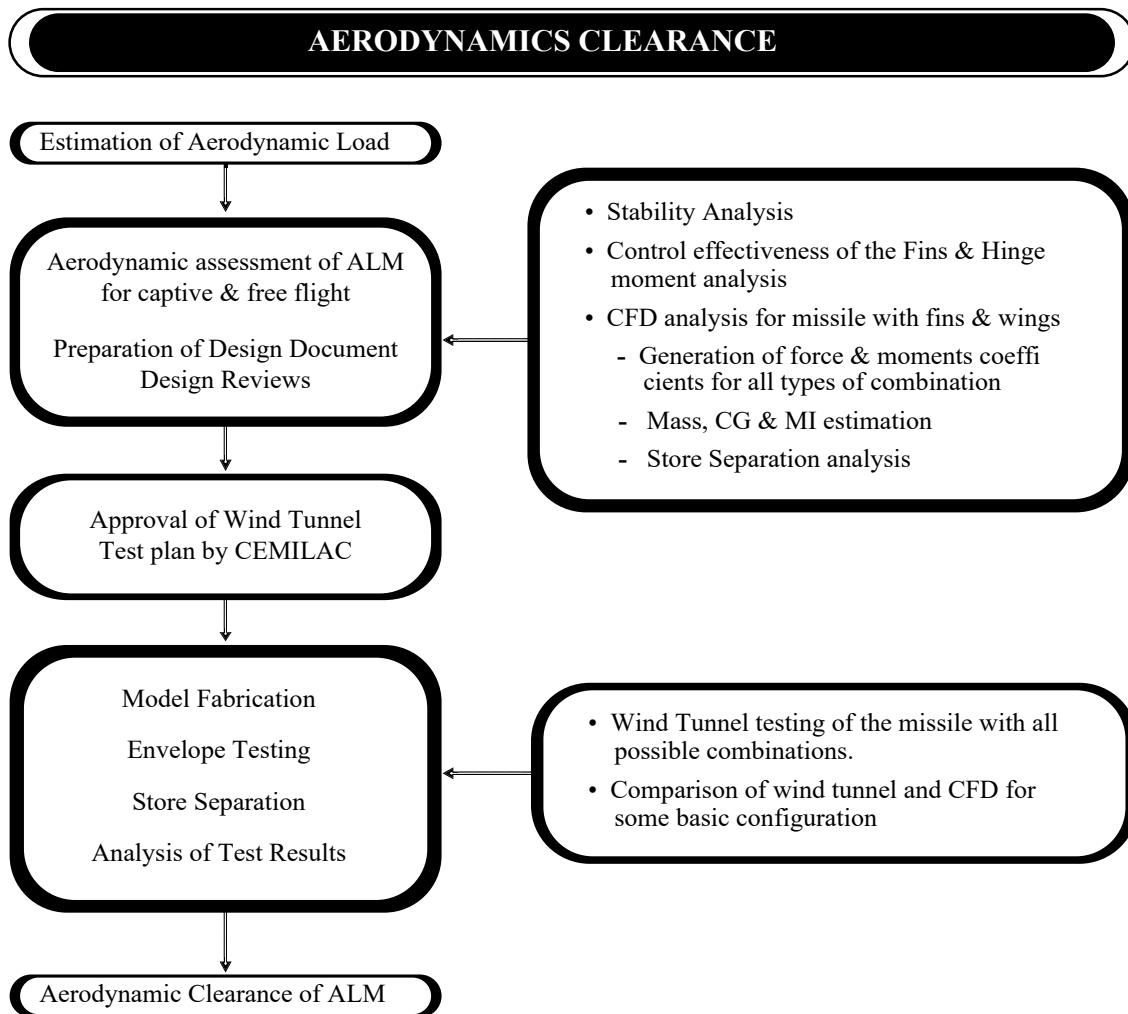 AERODYNAMICS CLEARANCE
Estimation of Aerodynamic Load
Aerodynamic assessment of ALM
for captive & free flight
Preparation of Design Document
Design Reviews
• Stability Analysis
• Control effectiveness of the Fins & Hinge
moment analysis
• CFD analysis for missile with fins & wings
- Generation of force & moments coeffi
cients for all types of combination
- Mass, CG & MI estimation
- Store Separation analysis
Approval of Wind Tunnel
Test plan by CEMILAC
Model Fabrication
Envelope Testing
Store Separation
Analysis of Test Results
• Wind Tunnel testing of the missile with all
possible combinations.
• Comparison of wind tunnel and CFD for
some basic configuration
Aerodynamic Clearance of ALM